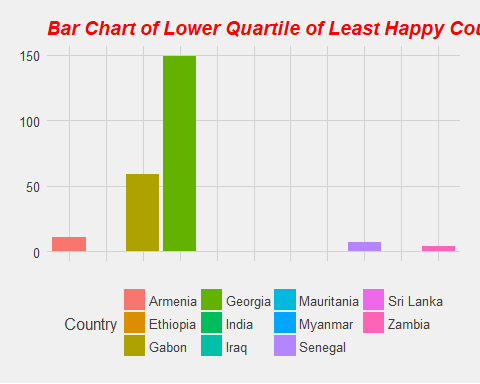 Bar Chart of Lower Quartile of Least Happy Cou
150
100
50
0
Country
Armenia Georgia Mauritania Sri Lanka
Ethiopia India Myanmar Zambia
Gabon Iraq Senegal